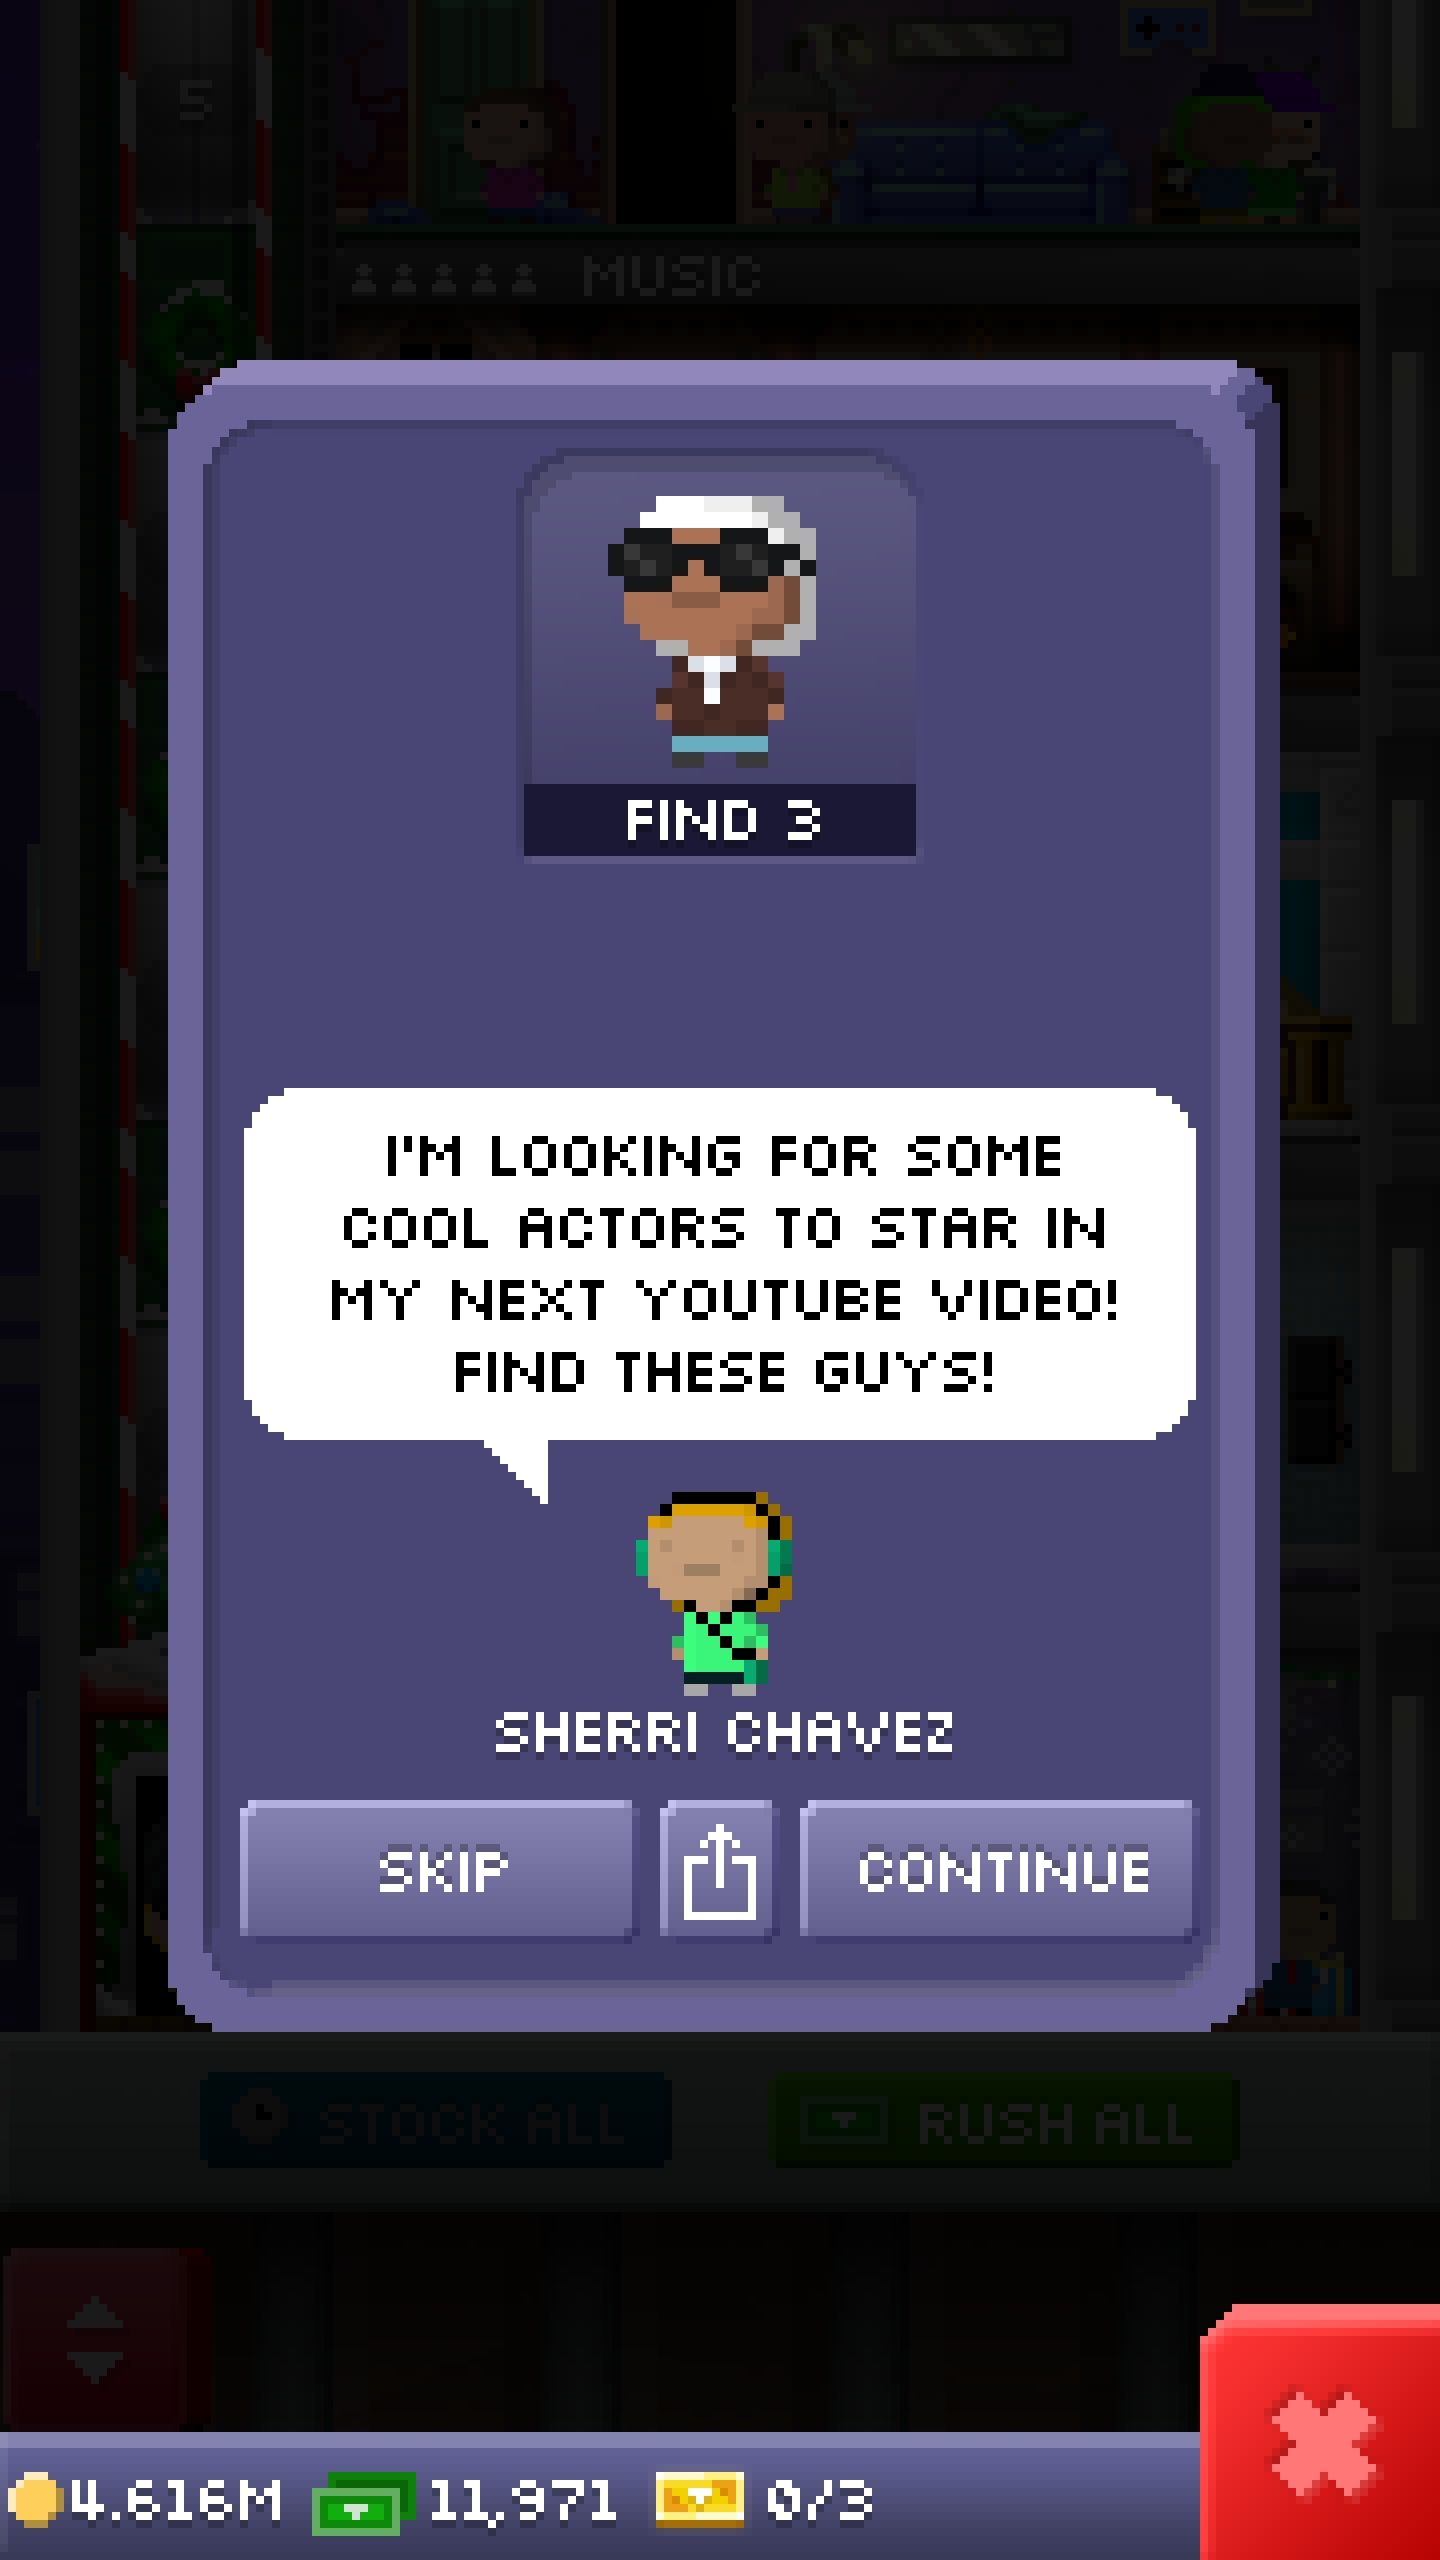 5
MUSIC
FIND 3
I'M LOOKING FOR SOME
COOL ACTORS TO STAR IN
MY NEXT YOUTUBE VIDEO!
FIND THESE GUYS!
SHERRI CHAVEZ
SKIP
CONTINUE
STOCK ALL
RUSH ALL
4.616M
11,971
0/3